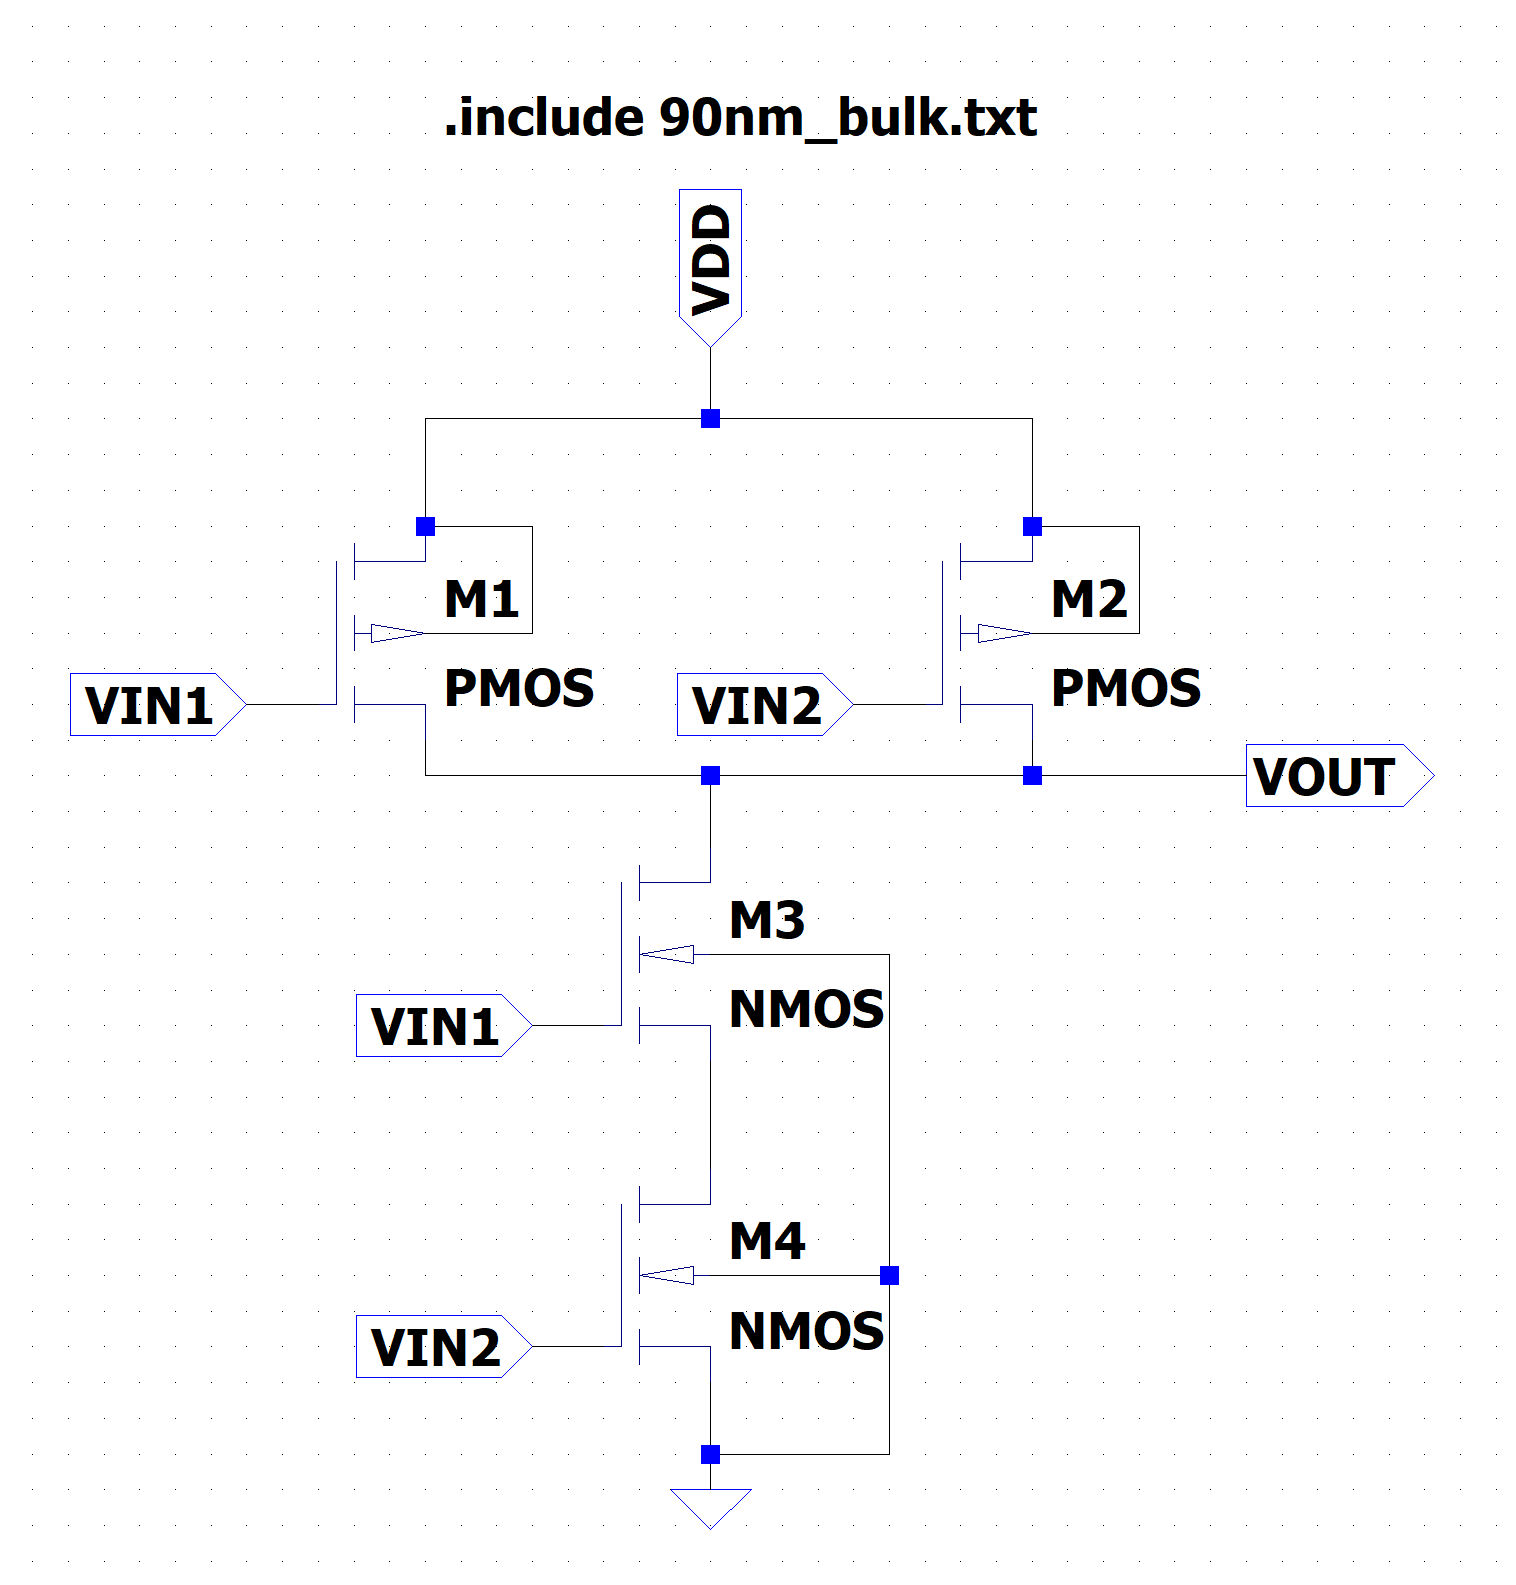 .include 90nm_bulk.txt
VDD
M1
M2
PMOS
PMOS
VIN1
VIN2
VOUT
M3
NMOS
VIN1
M4
NMOS
VIN2